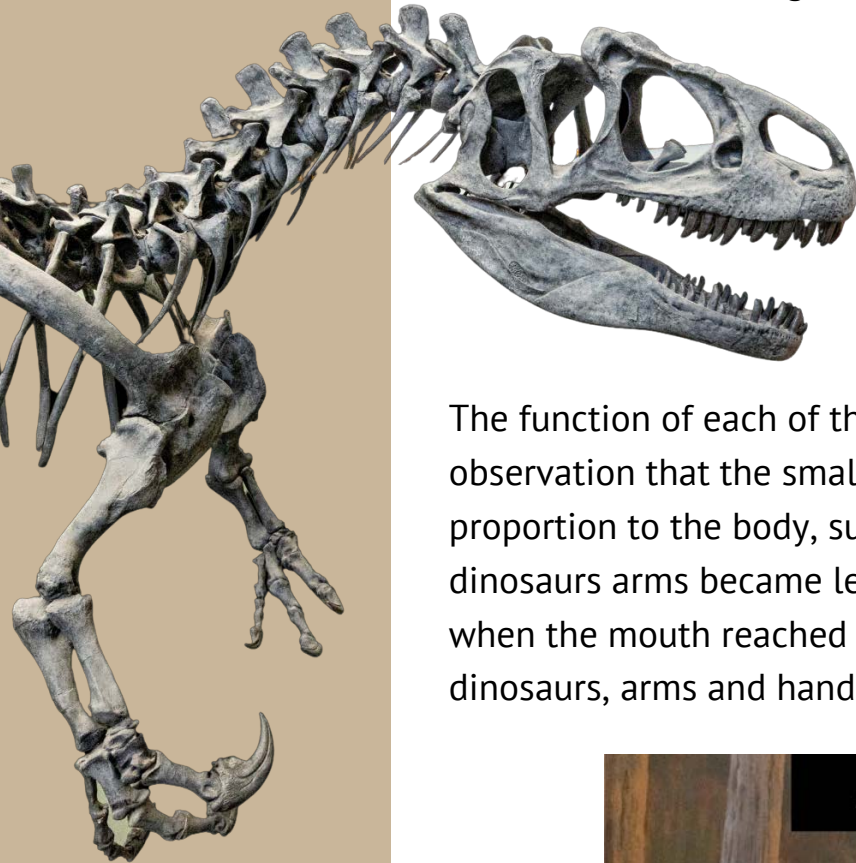 The function of each of th
observation that the smal
proportion to the body, su
dinosaurs arms became le
when the mouth reached
dinosaurs, arms and hand